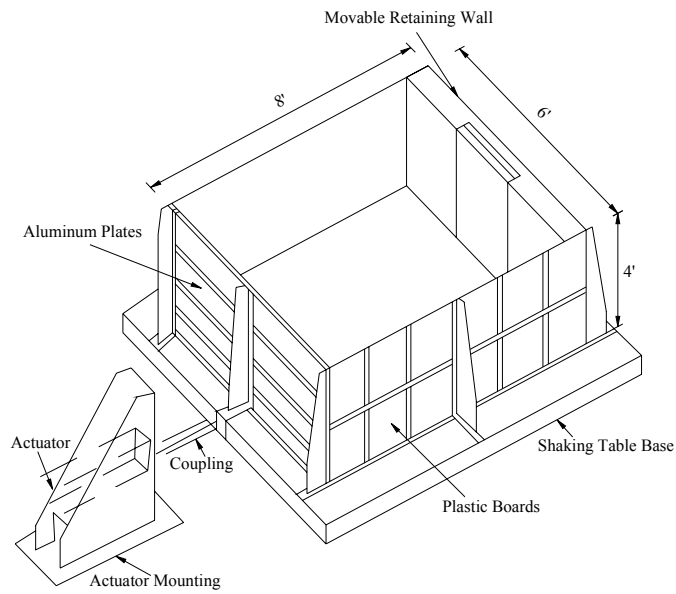 Movable Retaining Wall
8'
6'
Aluminum Plates
4'
Actuator
Coupling
Shaking Table Base
Plastic Boards
Actuator Mounting